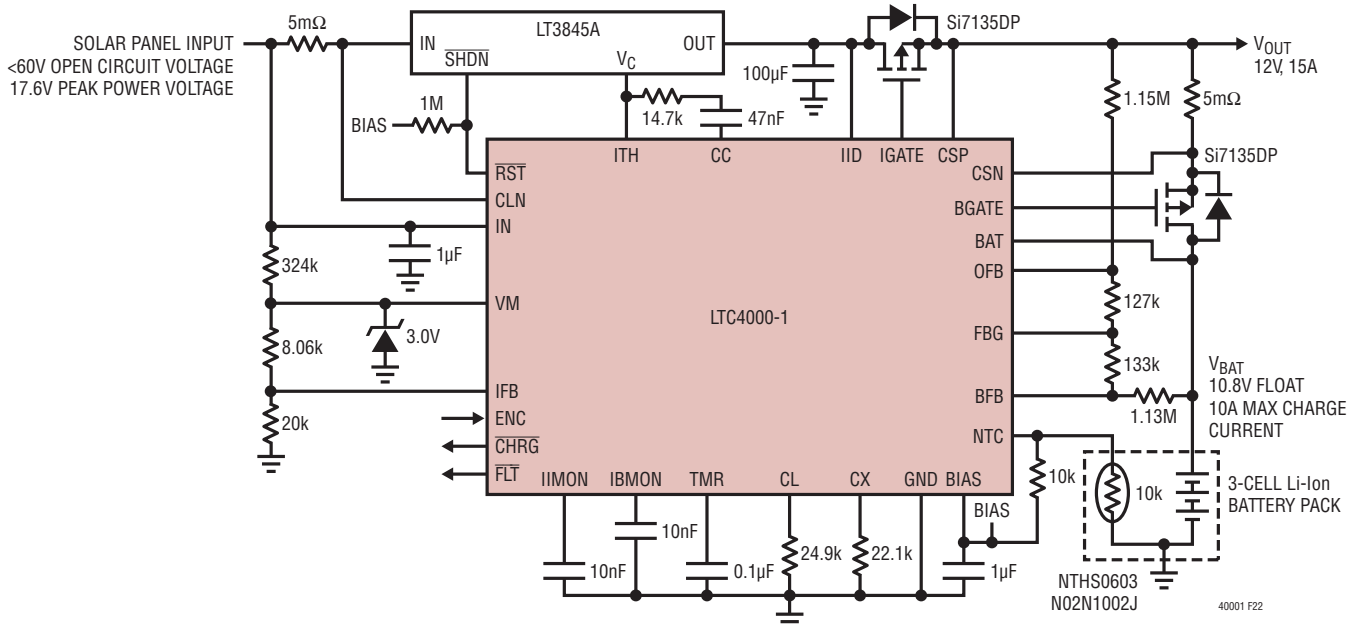 5mΩ
LT3845A
Si7135DP
SOLAR PANEL INPUT
<60V OPEN CIRCUIT VOLTAGE
17.6V PEAK POWER VOLTAGE
IN
OUT
SHDN
VC
VOUT
12V, 15A
100µF
1.15M
5mΩ
1M
BIAS
14.7k
47nF
Si7135DP
ITH
CC
IID
IGATE
CSP
RST
CLN
IN
CSN
BGATE
BAT
OFB
1µF
324k
VM
LTC4000-1
127k
FBG
3.0V
8.06k
133k
VBAT
10.8V FLOAT
10A MAX CHARGE
CURRENT
IFB
BFB
1.13M
20k
ENC
CHRG
FLT
NTC
IIMON
IBMON
TMR
CL
CX
GND
BIAS
10k
10k
3-CELL Li-Ion
BATTERY PACK
BIAS
10nF
10nF
0.1µF
24.9k
22.1k
1µF
NTHS0603
N02N1002J
40001 F22